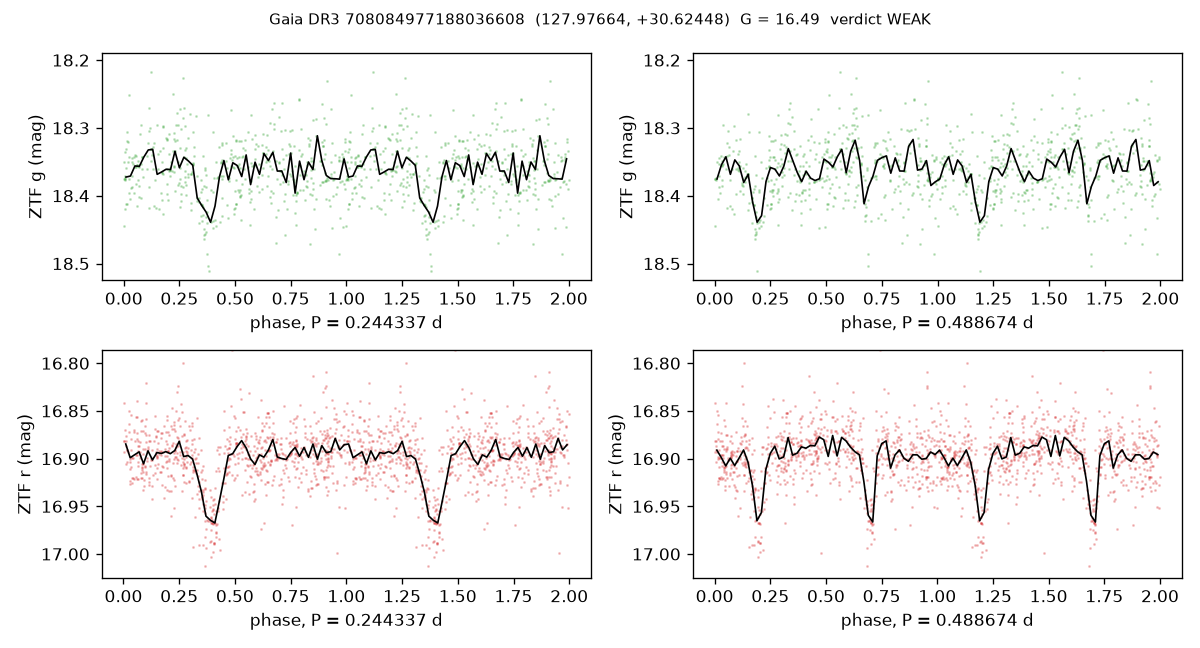 Gaia DR3 708084977188036608  (127.97664, +30.62448)  G = 16.49  verdict WEAK
ZTF g (mag)
18.2
18.3
18.4
18.5
0.00 0.25 0.50 0.75 1.00 1.25 1.50 1.75 2.00
phase, P = 0.244337 d
ZTF g (mag)
18.2
18.3
18.4
18.5
0.00 0.25 0.50 0.75 1.00 1.25 1.50 1.75 2.00
phase, P = 0.488674 d
ZTF r (mag)
16.80
16.85
16.90
16.95
17.00
0.00 0.25 0.50 0.75 1.00 1.25 1.50 1.75 2.00
phase, P = 0.244337 d
ZTF r (mag)
16.80
16.85
16.90
16.95
17.00
0.00 0.25 0.50 0.75 1.00 1.25 1.50 1.75 2.00
phase, P = 0.488674 d